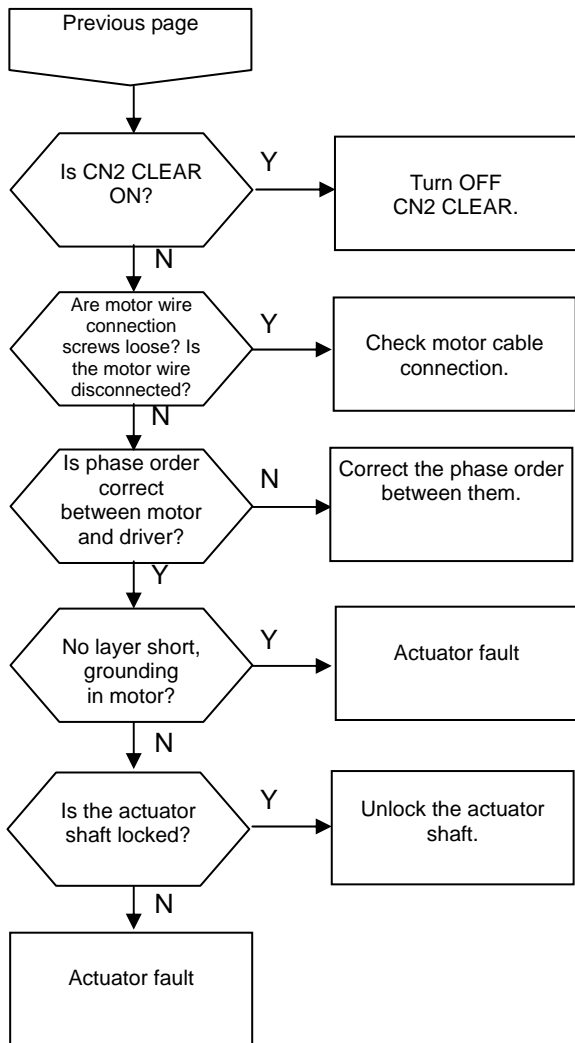 Previous page
Is CN2 CLEAR
ON?
Y
Turn OFF
CN2 CLEAR.
N
Are motor wire
connection
screws loose? Is
the motor wire
disconnected?
Y
Check motor cable
connection.
N
Is phase order
correct
between motor
and driver?
N
Correct the phase order
between them.
Y
No layer short,
grounding
in motor?
Y
Actuator fault
N
Is the actuator
shaft locked?
Y
Unlock the actuator
shaft.
N
Actuator fault